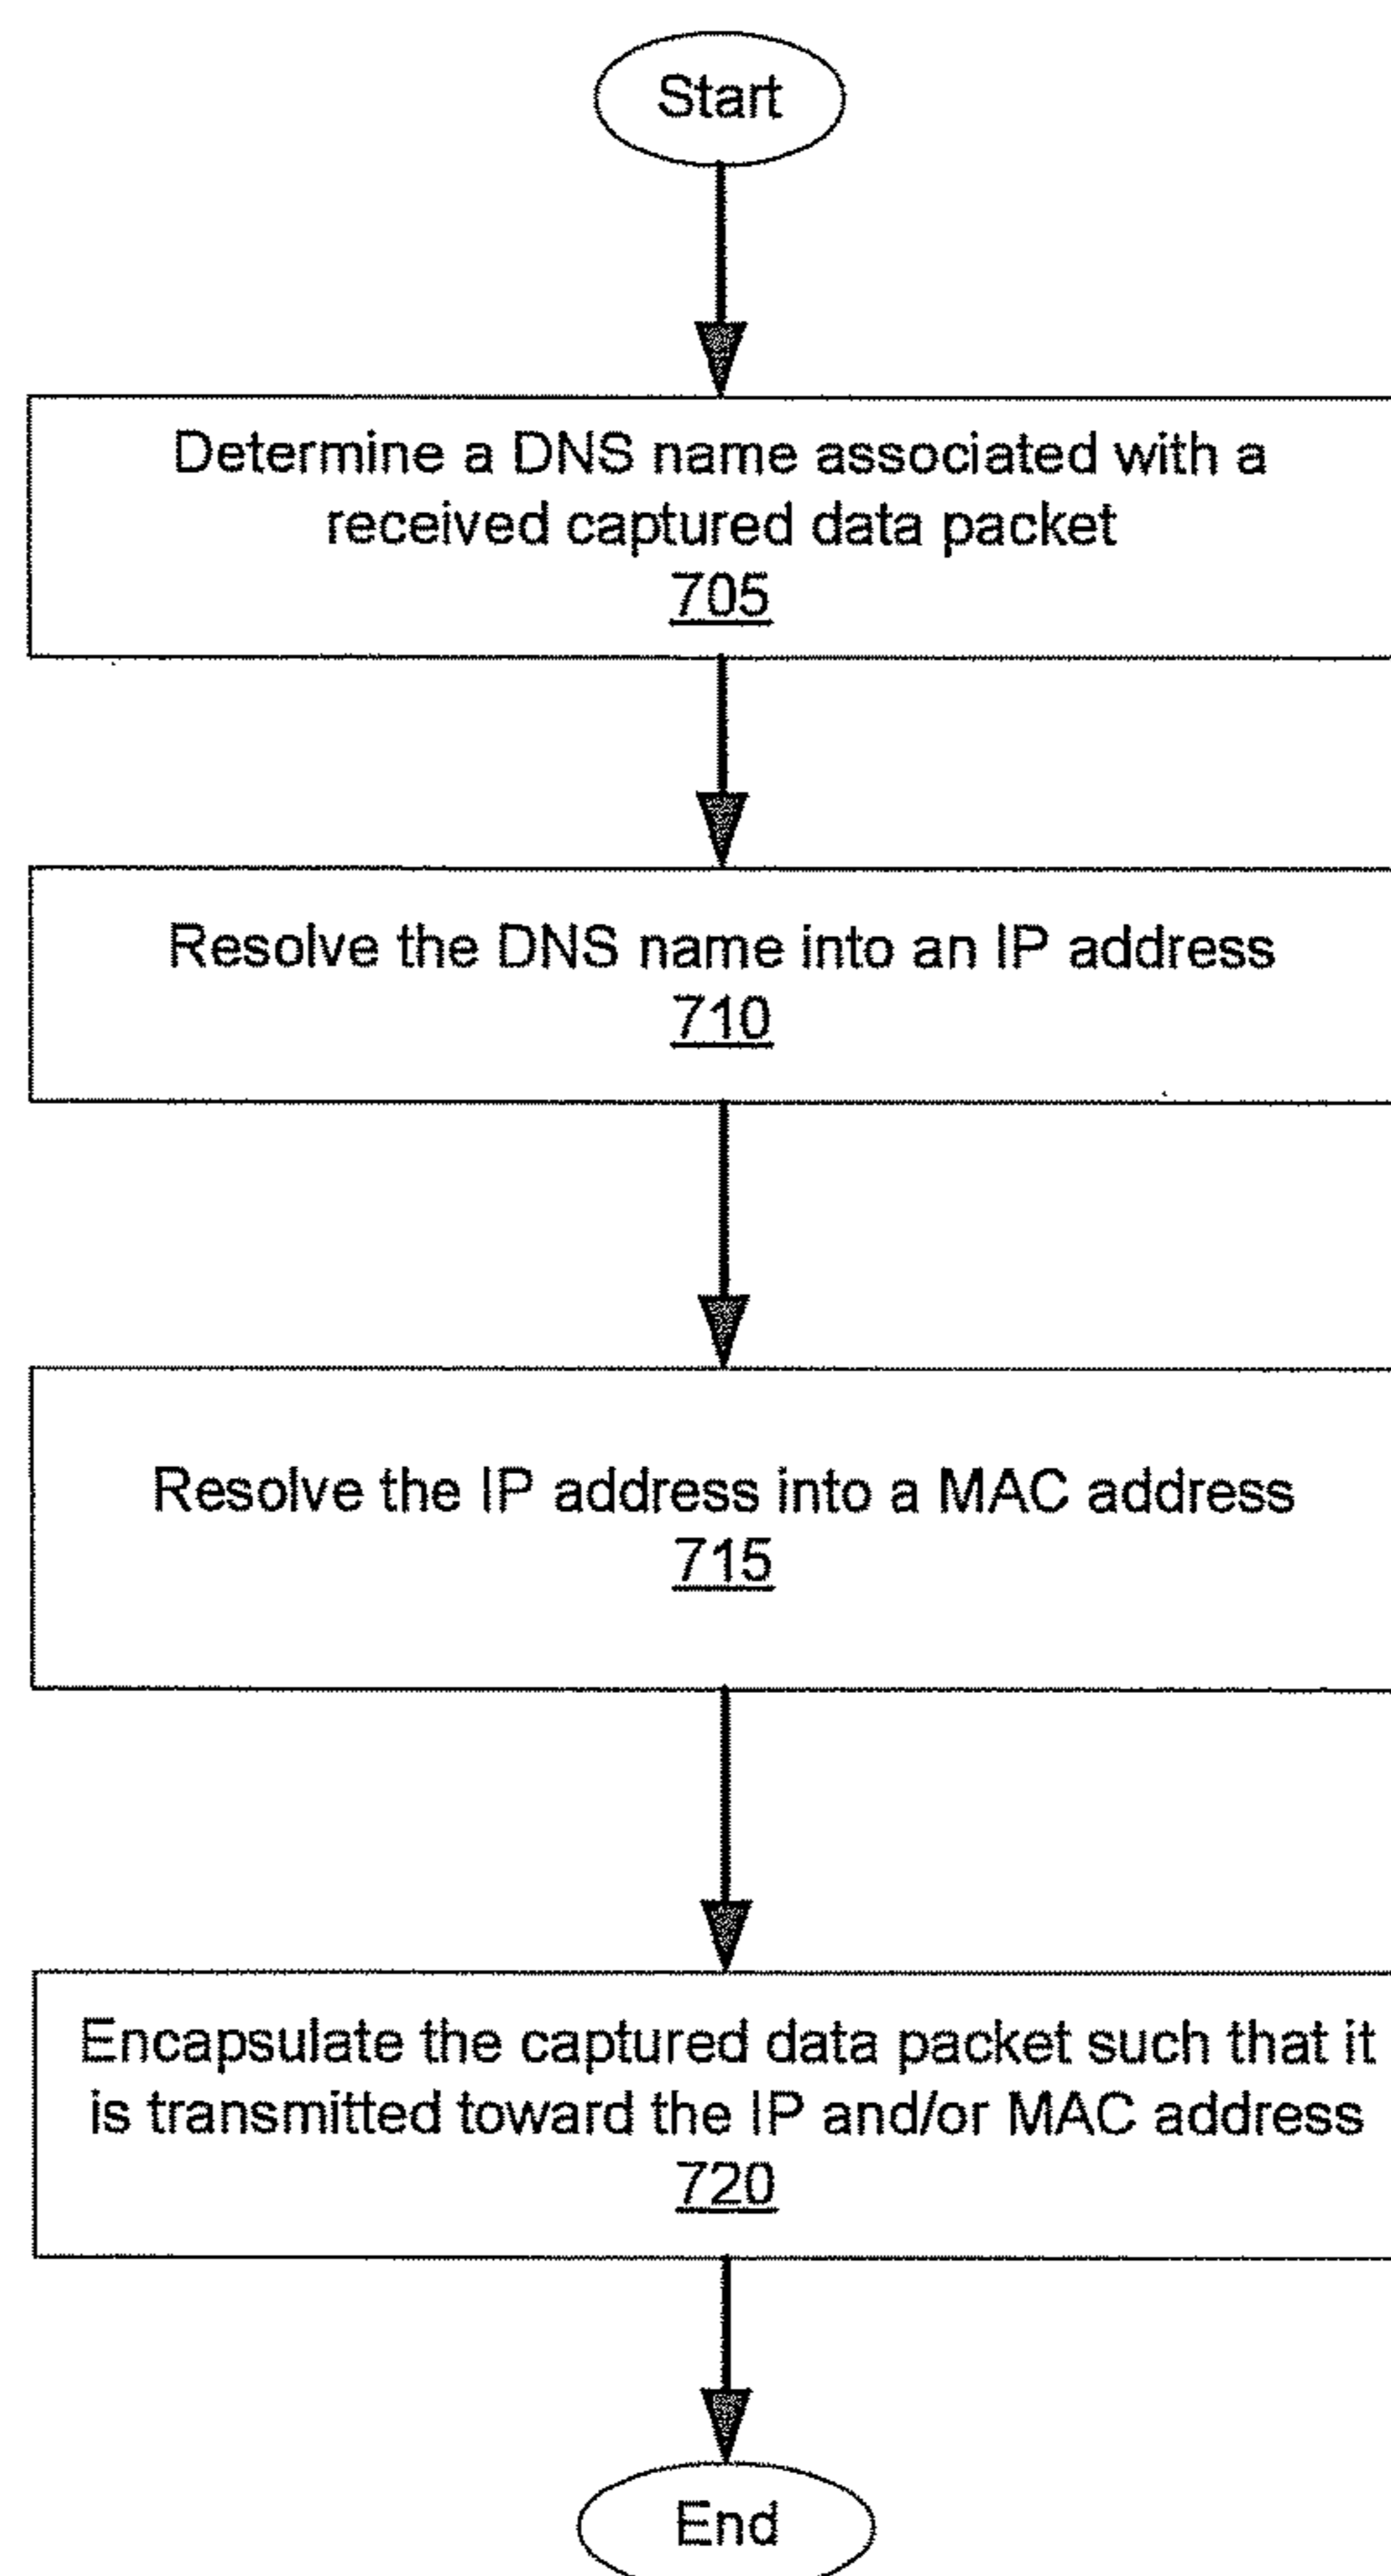 Start
Determine a DNS name associated with a
received captured data packet
705
Resolve the DNS name into an IP address
710
Resolve the IP address into a MAC address
715
Encapsulate the captured data packet such that it
is transmitted toward the IP and/or MAC address
720
End